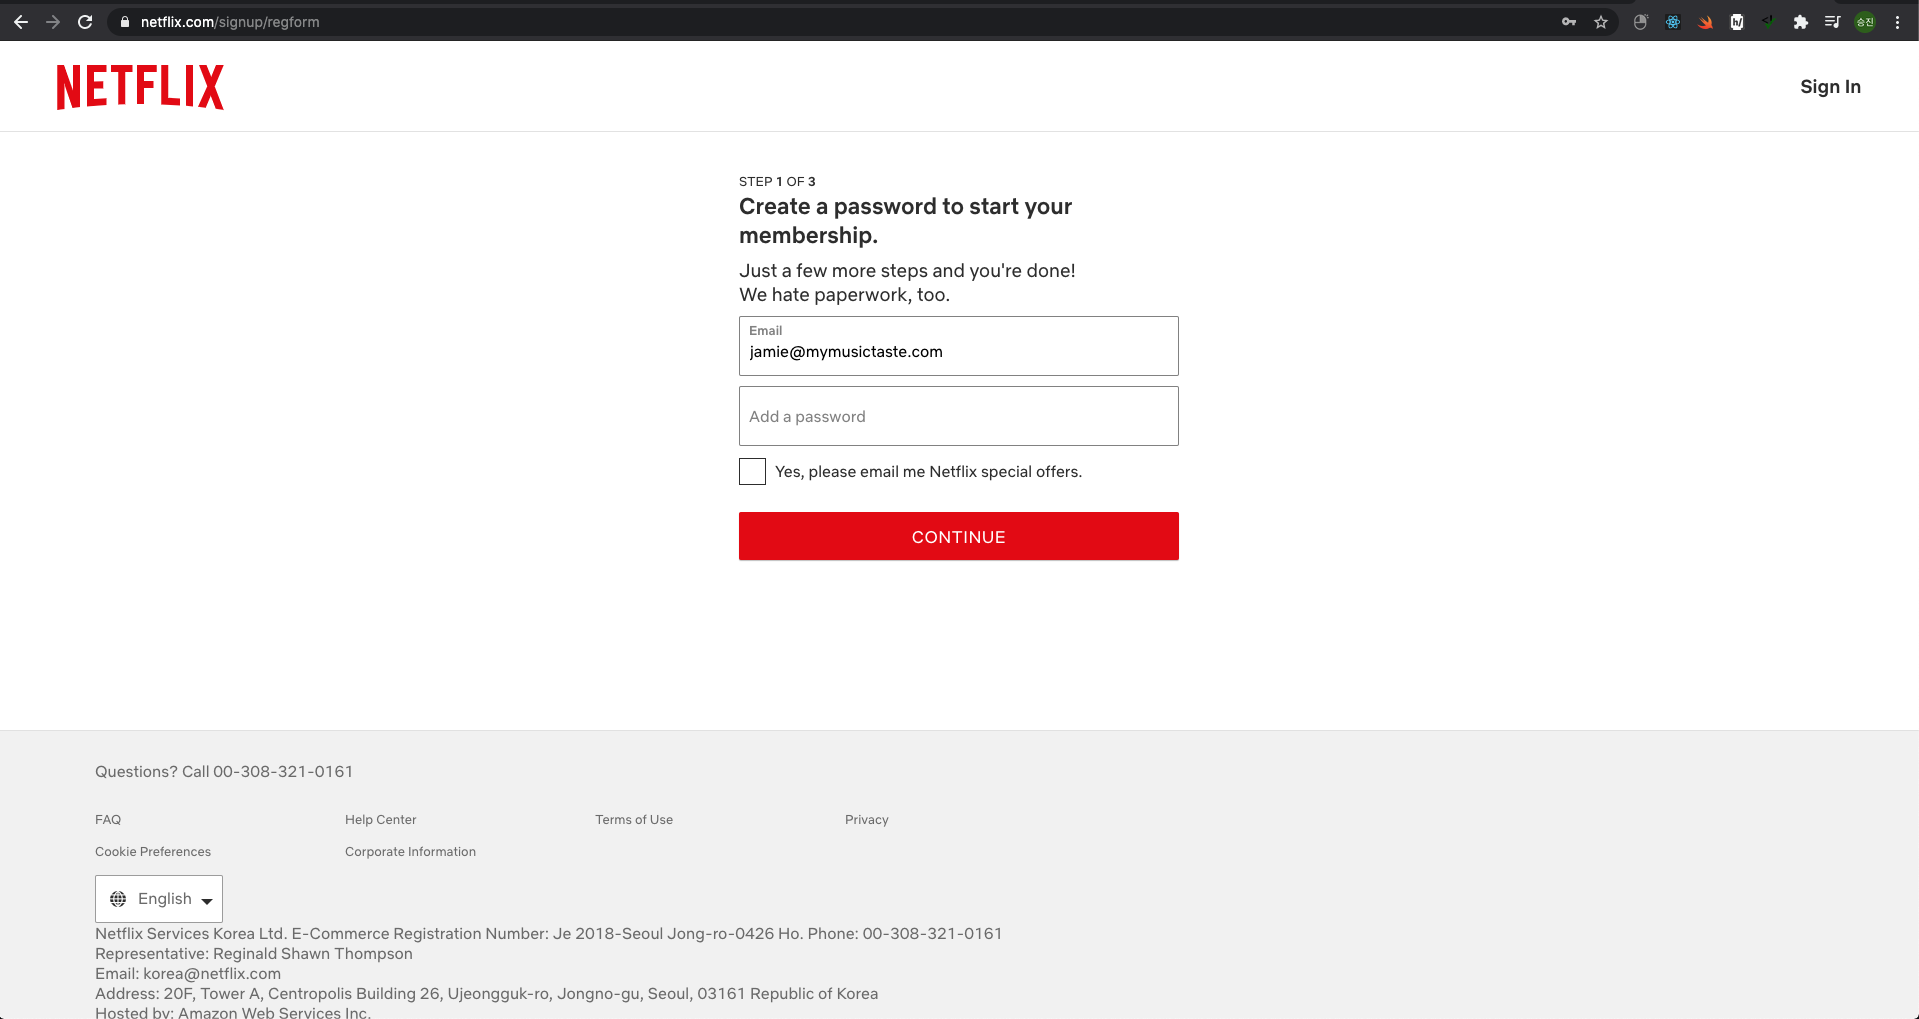 netflix.com/signup/regform
승진
NETFLIX
Sign In
STEP 1 OF 3
Create a password to start your
membership.
Just a few more steps and you're done!
We hate paperwork, too.
Email
jamie@mymusictaste.com
Add a password
Yes, please email me Netflix special offers.
CONTINUE
Questions? Call 00-308-321-0161
FAQ
Help Center
Terms of Use
Privacy
Cookie Preferences
Corporate Information
English
Netflix Services Korea Ltd. E-Commerce Registration Number: Je 2018-Seoul Jong-ro-0426 Ho. Phone: 00-308-321-0161
Representative: Reginald Shawn Thompson
Email: korea@netflix.com
Address: 20F, Tower A, Centropolis Building 26, Ujeongguk-ro, Jongno-gu, Seoul, 03161 Republic of Korea
Hosted by: Amazon Web Services Inc.